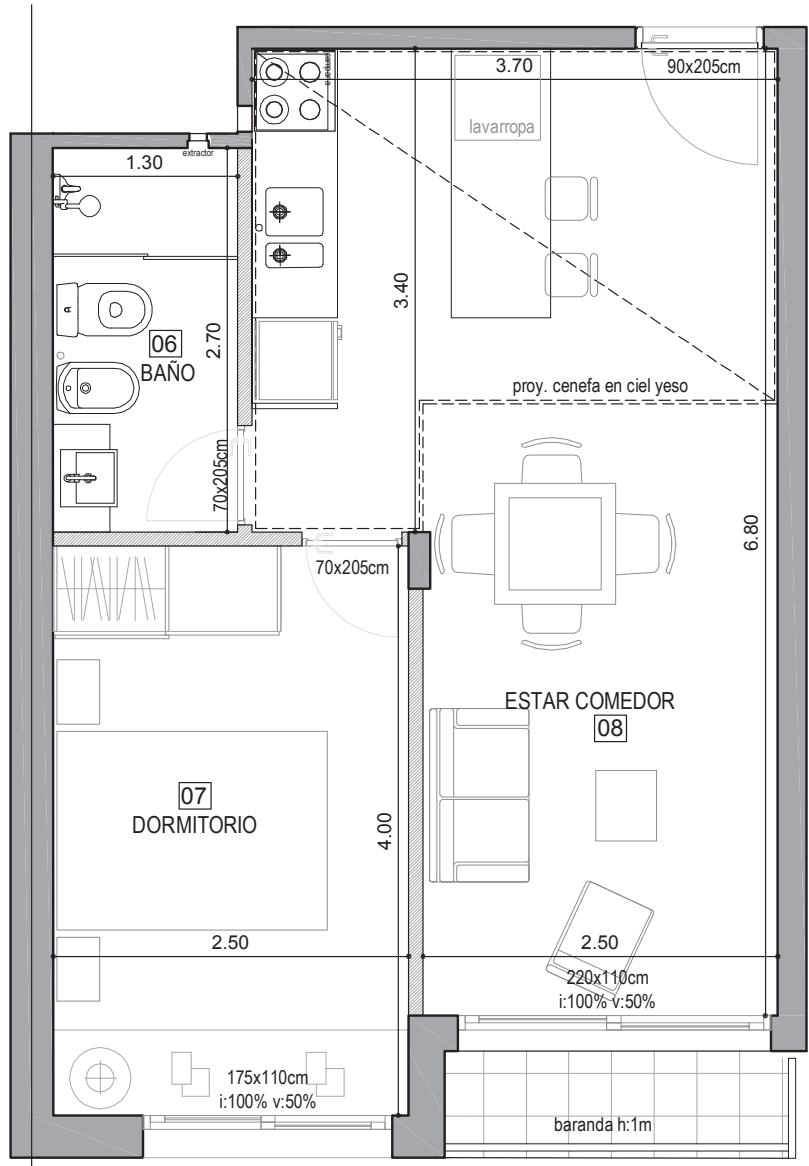 3.70
90x205cm
campana
lavarropa
extractor
1.30
3.40
06
BAÑO
2.70
proy. cenefa en ciel yeso
70x205cm
70x205cm
6.80
ESTAR COMEDOR
08
07
DORMITORIO
4.00
2.50
2.50
220x110cm
i:100% v:50%
175x110cm
i:100% v:50%
baranda h:1m